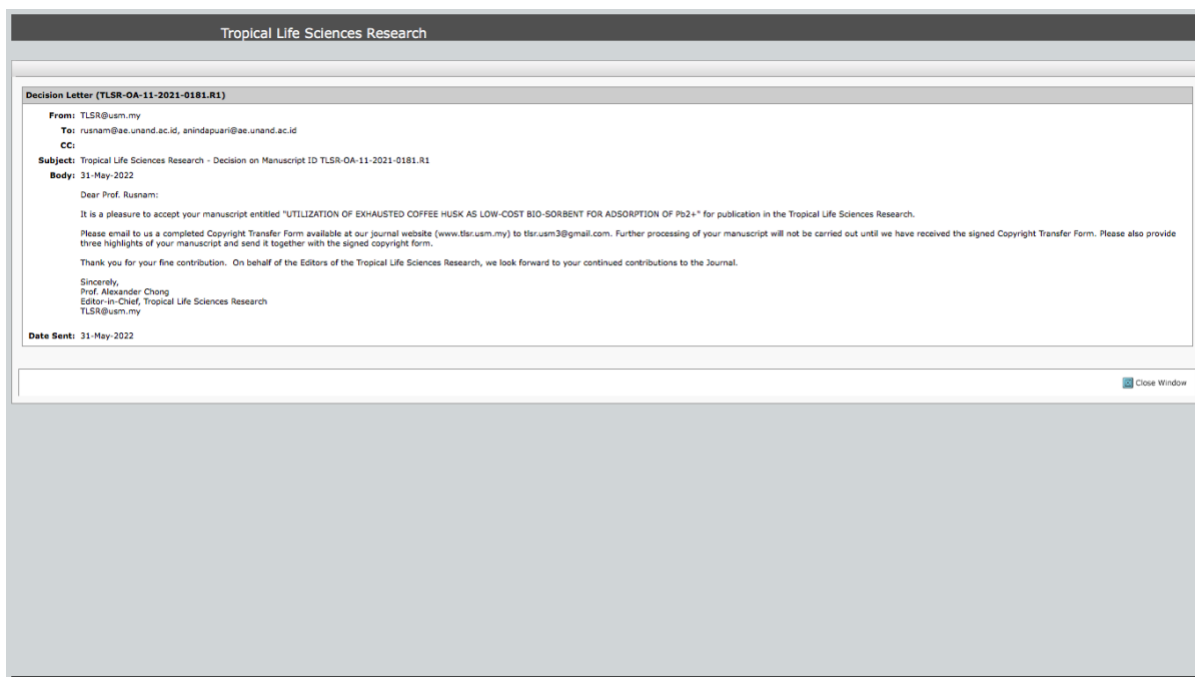 Tropical Life Sciences Research
Decision Letter (TLSR-OA-11-2021-0181.R1)
From: TLSR@usm.my
To: rusnam@ae.unand.ac.id, anindapuari@ae.unand.ac.id
CC:
Subject: Tropical Life Sciences Research - Decision on Manuscript ID TLSR-OA-11-2021-0181.R1
Body: 31-May-2022
Dear Prof. Rusnam:
It is a pleasure to accept your manuscript entitled "UTILIZATION OF EXHAUSTED COFFEE HUSK AS LOW-COST BIO-SORBENT FOR ADSORPTION OF Pb2+" for publication in the Tropical Life Sciences Research.
Please email to us a completed Copyright Transfer Form available at our journal website (www.tlsr.usm.my) to tlsr.usm3@gmail.com. Further processing of your manuscript will not be carried out until we have received the signed Copyright Transfer Form. Please also provide
three highlights of your manuscript and send it together with the signed copyright form.
Thank you for your fine contribution.  On behalf of the Editors of the Tropical Life Sciences Research, we look forward to your continued contributions to the Journal.
Sincerely,
Prof. Alexander Chong
Editor-in-Chief, Tropical Life Sciences Research
TLSR@usm.my
Date Sent: 31-May-2022
Close Window